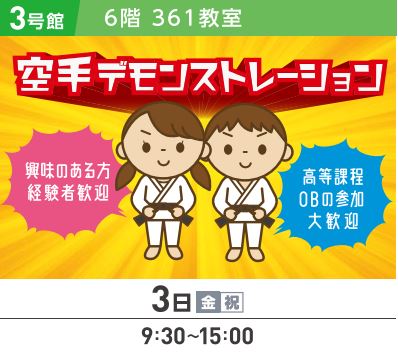 3号館 6階 361教室
空手デモンストレーション
興味のある方
経験者歓迎
高等課程
OBの参加
大歓迎
3日 金 祝
9:30~15:00